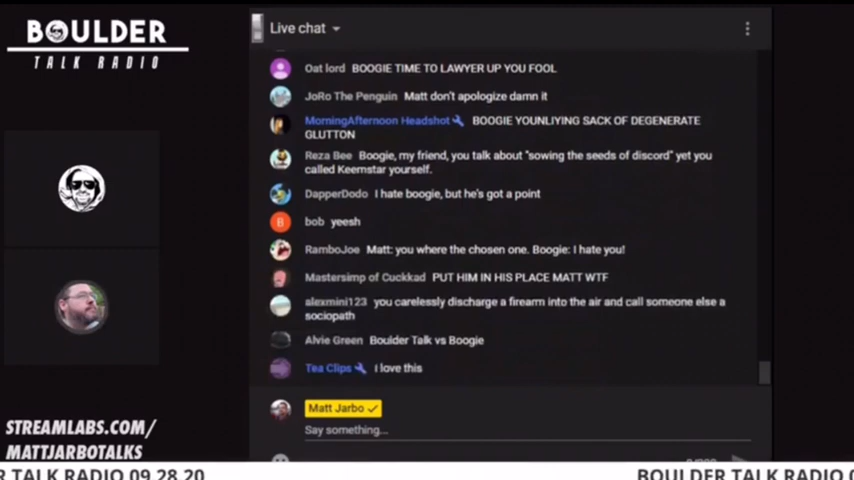 BOULDER
TALK RADIO
Live chat
Oat lord BOOGIE TIME TO LAWYER UP YOU FOOL
JoRo The Penguin Matt don't apologize damn it
MorningAfternoon Headshot BOOGIE YOUNLIYING SACK OF DEGENERATE
GLUTTON
Reza Bee Boogie, my friend, you talk about "sowing the seeds of discord" yet you
called Keemstar yourself.
DapperDodo I hate boogie, but he's got a point
B
bob yeesh
RamboJoe Matt: you where the chosen one. Boogie: I hate you!
Mastersimp of Cuckkad PUT HIM IN HIS PLACE MATT WTF
alexmini123 you carelessly discharge a firearm into the air and call someone else a
sociopath
Alvie Green Boulder Talk vs Boogie
Tea Clips I love this
Matt Jarbo
Say something...
STREAMLABS.COM/
MATTJARBOTALKS
R TALK RADIO 09.28.20
BOULDER TALK RADIO